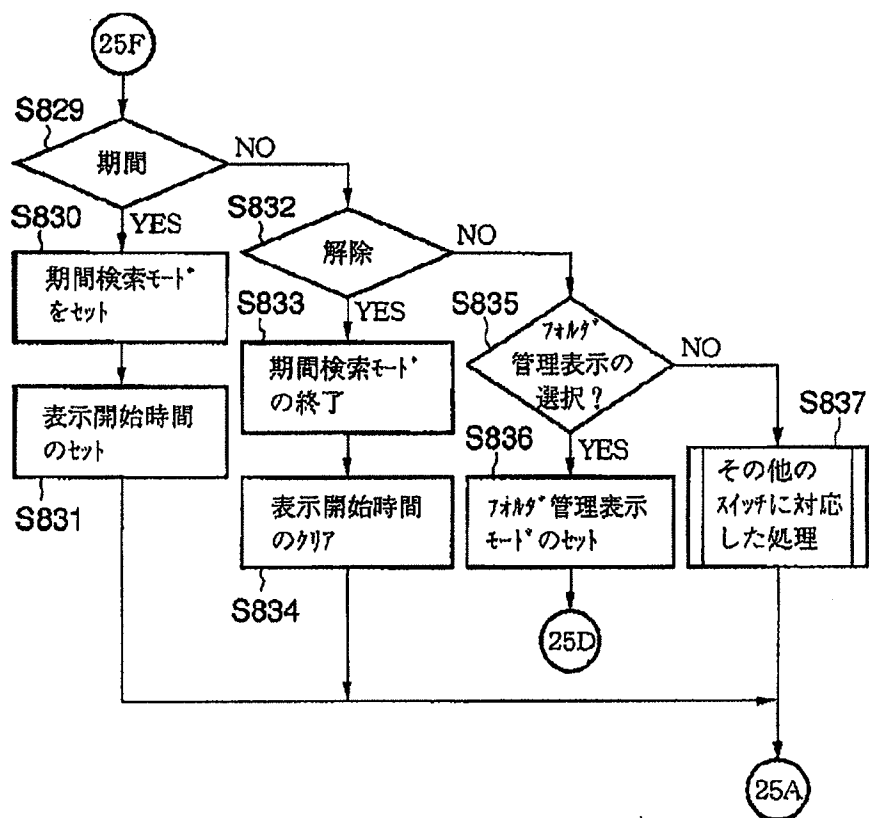 25F
S829
期間
NO
YES
S830
期間検索ﾓｰﾄﾞ
をｾｯﾄ
表示開始時間
のｾｯﾄ
S831
S832
解除
NO
YES
S833
期間検索ﾓｰﾄﾞ
の終了
表示開始時間
のｸﾘｱ
S834
S835
ﾌｫﾙﾀﾞ
管理表示の
選択？
NO
YES
S836
ﾌｫﾙﾀﾞ管理表示
ﾓｰﾄﾞのｾｯﾄ
25D
S837
その他の
ｽｲｯﾁに対応
した処理
25A